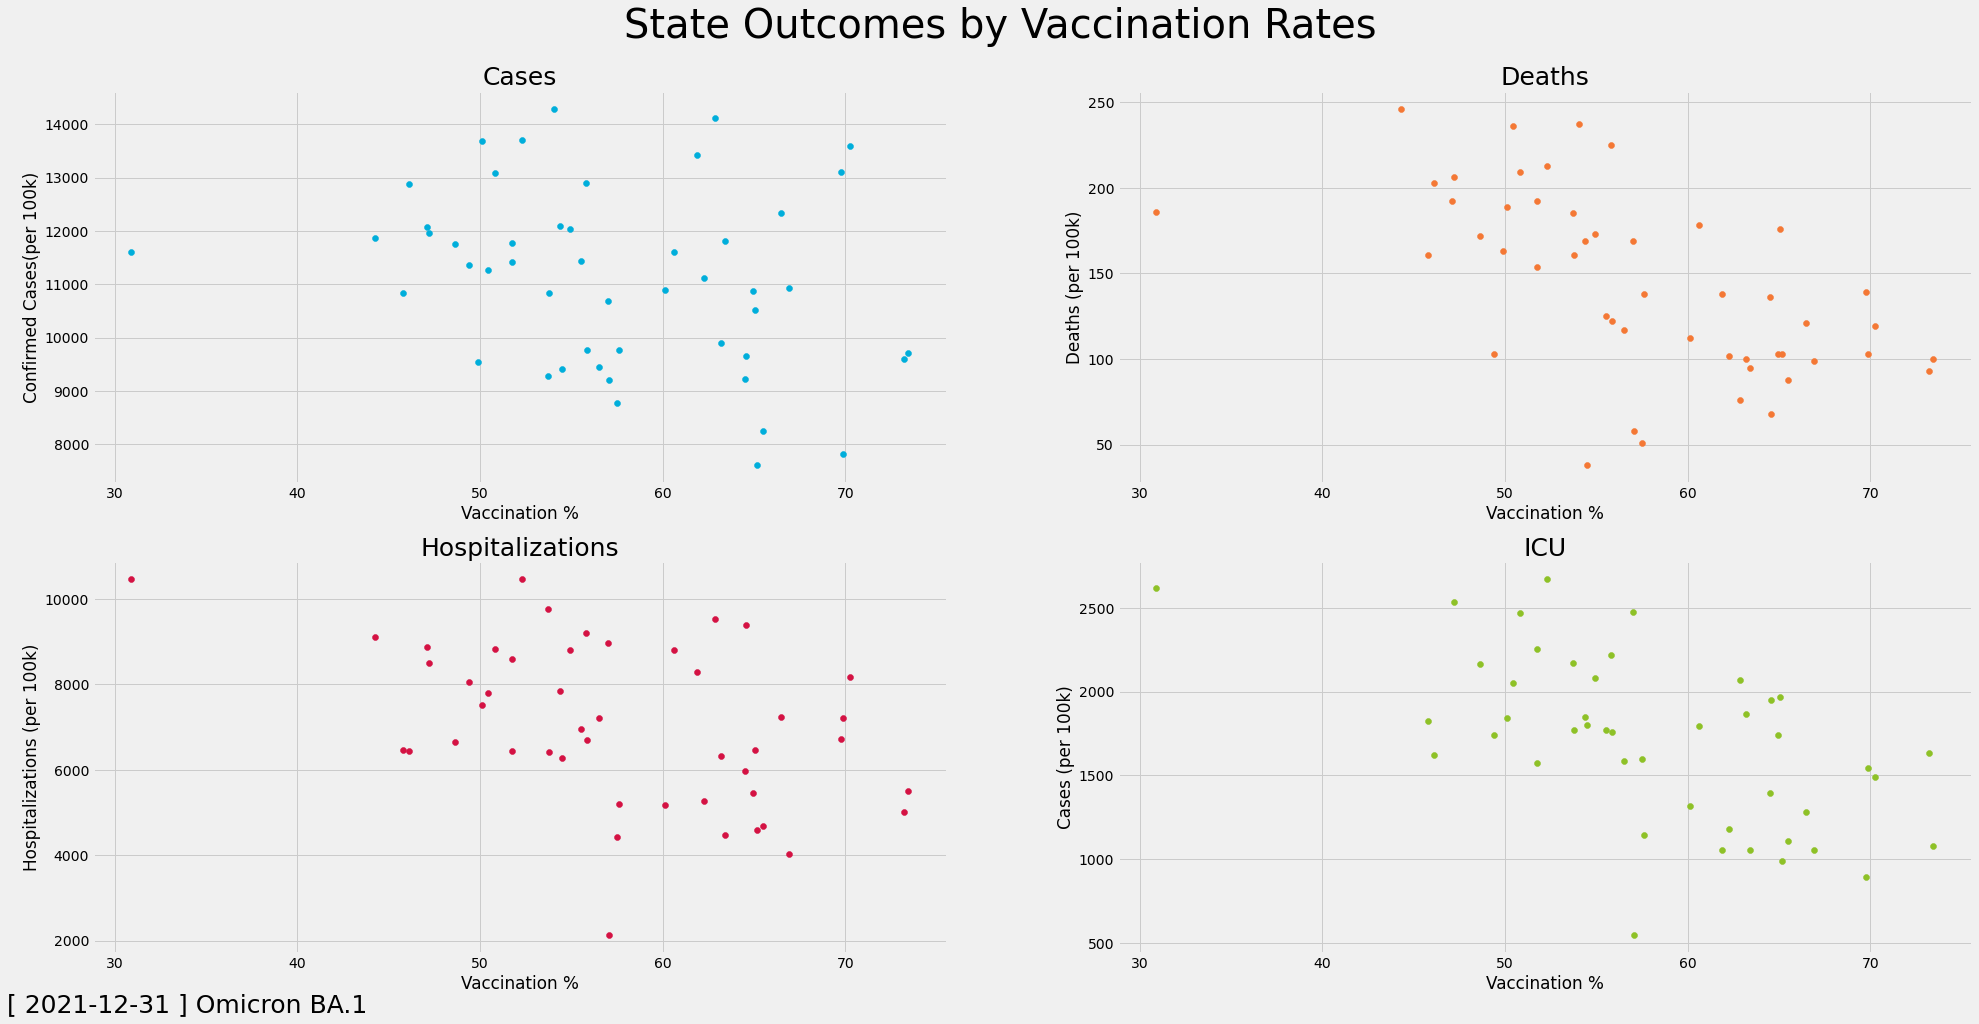 State Outcomes by Vaccination Rates
Cases
Confirmed Cases(per 100k)
14000
13000
12000
11000
10000
9000
8000
30 40 50 60 70
Vaccination %
Deaths
Deaths (per 100k)
250
200
150
100
50
30 40 50 60 70
Vaccination %
Hospitalizations
Hospitalizations (per 100k)
10000
8000
6000
4000
2000
30 40 50 60 70
Vaccination %
ICU
Cases (per 100k)
2500
2000
1500
1000
500
30 40 50 60 70
Vaccination %
[ 2021-12-31 ] Omicron BA.1